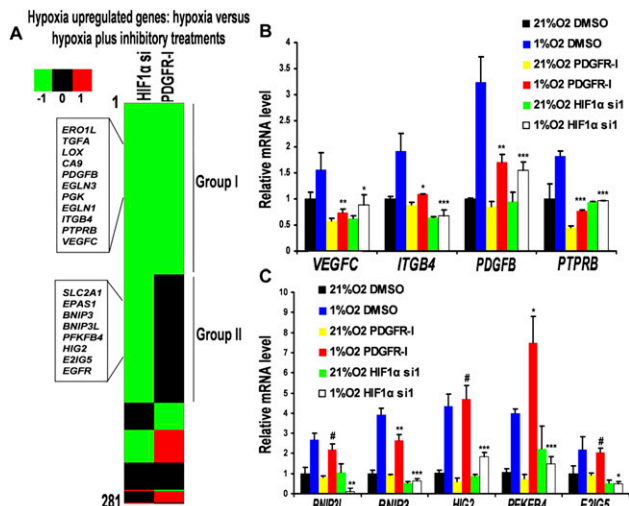 Hypoxia upregulated genes: hypoxia versus
hypoxia plus inhibitory treatments
A
HIF1α si
PDGFR-I
-1 0 1
1
ERO1L
TGFA
LOX
CA9
PDGFB
EGLN3
PGK
EGLN1
ITGB4
PTPRB
VEGFC
Group I
SLC2A1
EPAS1
BNIP3
BNIP3L
PFKFB4
HIG2
E2IG5
EGFR
Group II
281
B
21%O2 DMSO
1%O2 DMSO
21%O2 PDGFR-I
1%O2 PDGFR-I
21%O2 HIF1α si1
1%O2 HIF1α si1
Relative mRNA level
4
3.5
3
2.5
2
1.5
1
0.5
0
** *
* ***
** ***
*** ***
VEGFC ITGB4 PDGFB PTPRB
C
21%O2 DMSO
1%O2 DMSO
21%O2 PDGFR-I
1%O2 PDGFR-I
21%O2 HIF1α si1
1%O2 HIF1α si1
Relative mRNA level
10
9
8
7
6
5
4
3
2
1
0
# **
** ***
# ***
* ***
# *
BNIP3L BNIP3 HIG2 PFKFB4 E2IG5